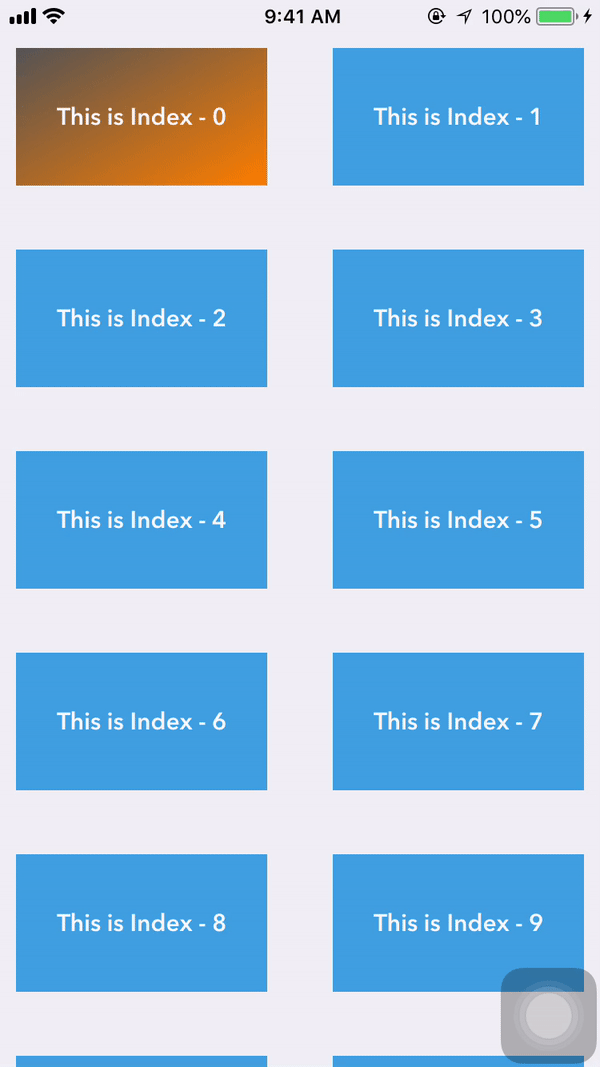 9:41 AM 100%
This is Index - 0
This is Index - 1
This is Index - 2
This is Index - 3
This is Index - 4
This is Index - 5
This is Index - 6
This is Index - 7
This is Index - 8
This is Index - 9